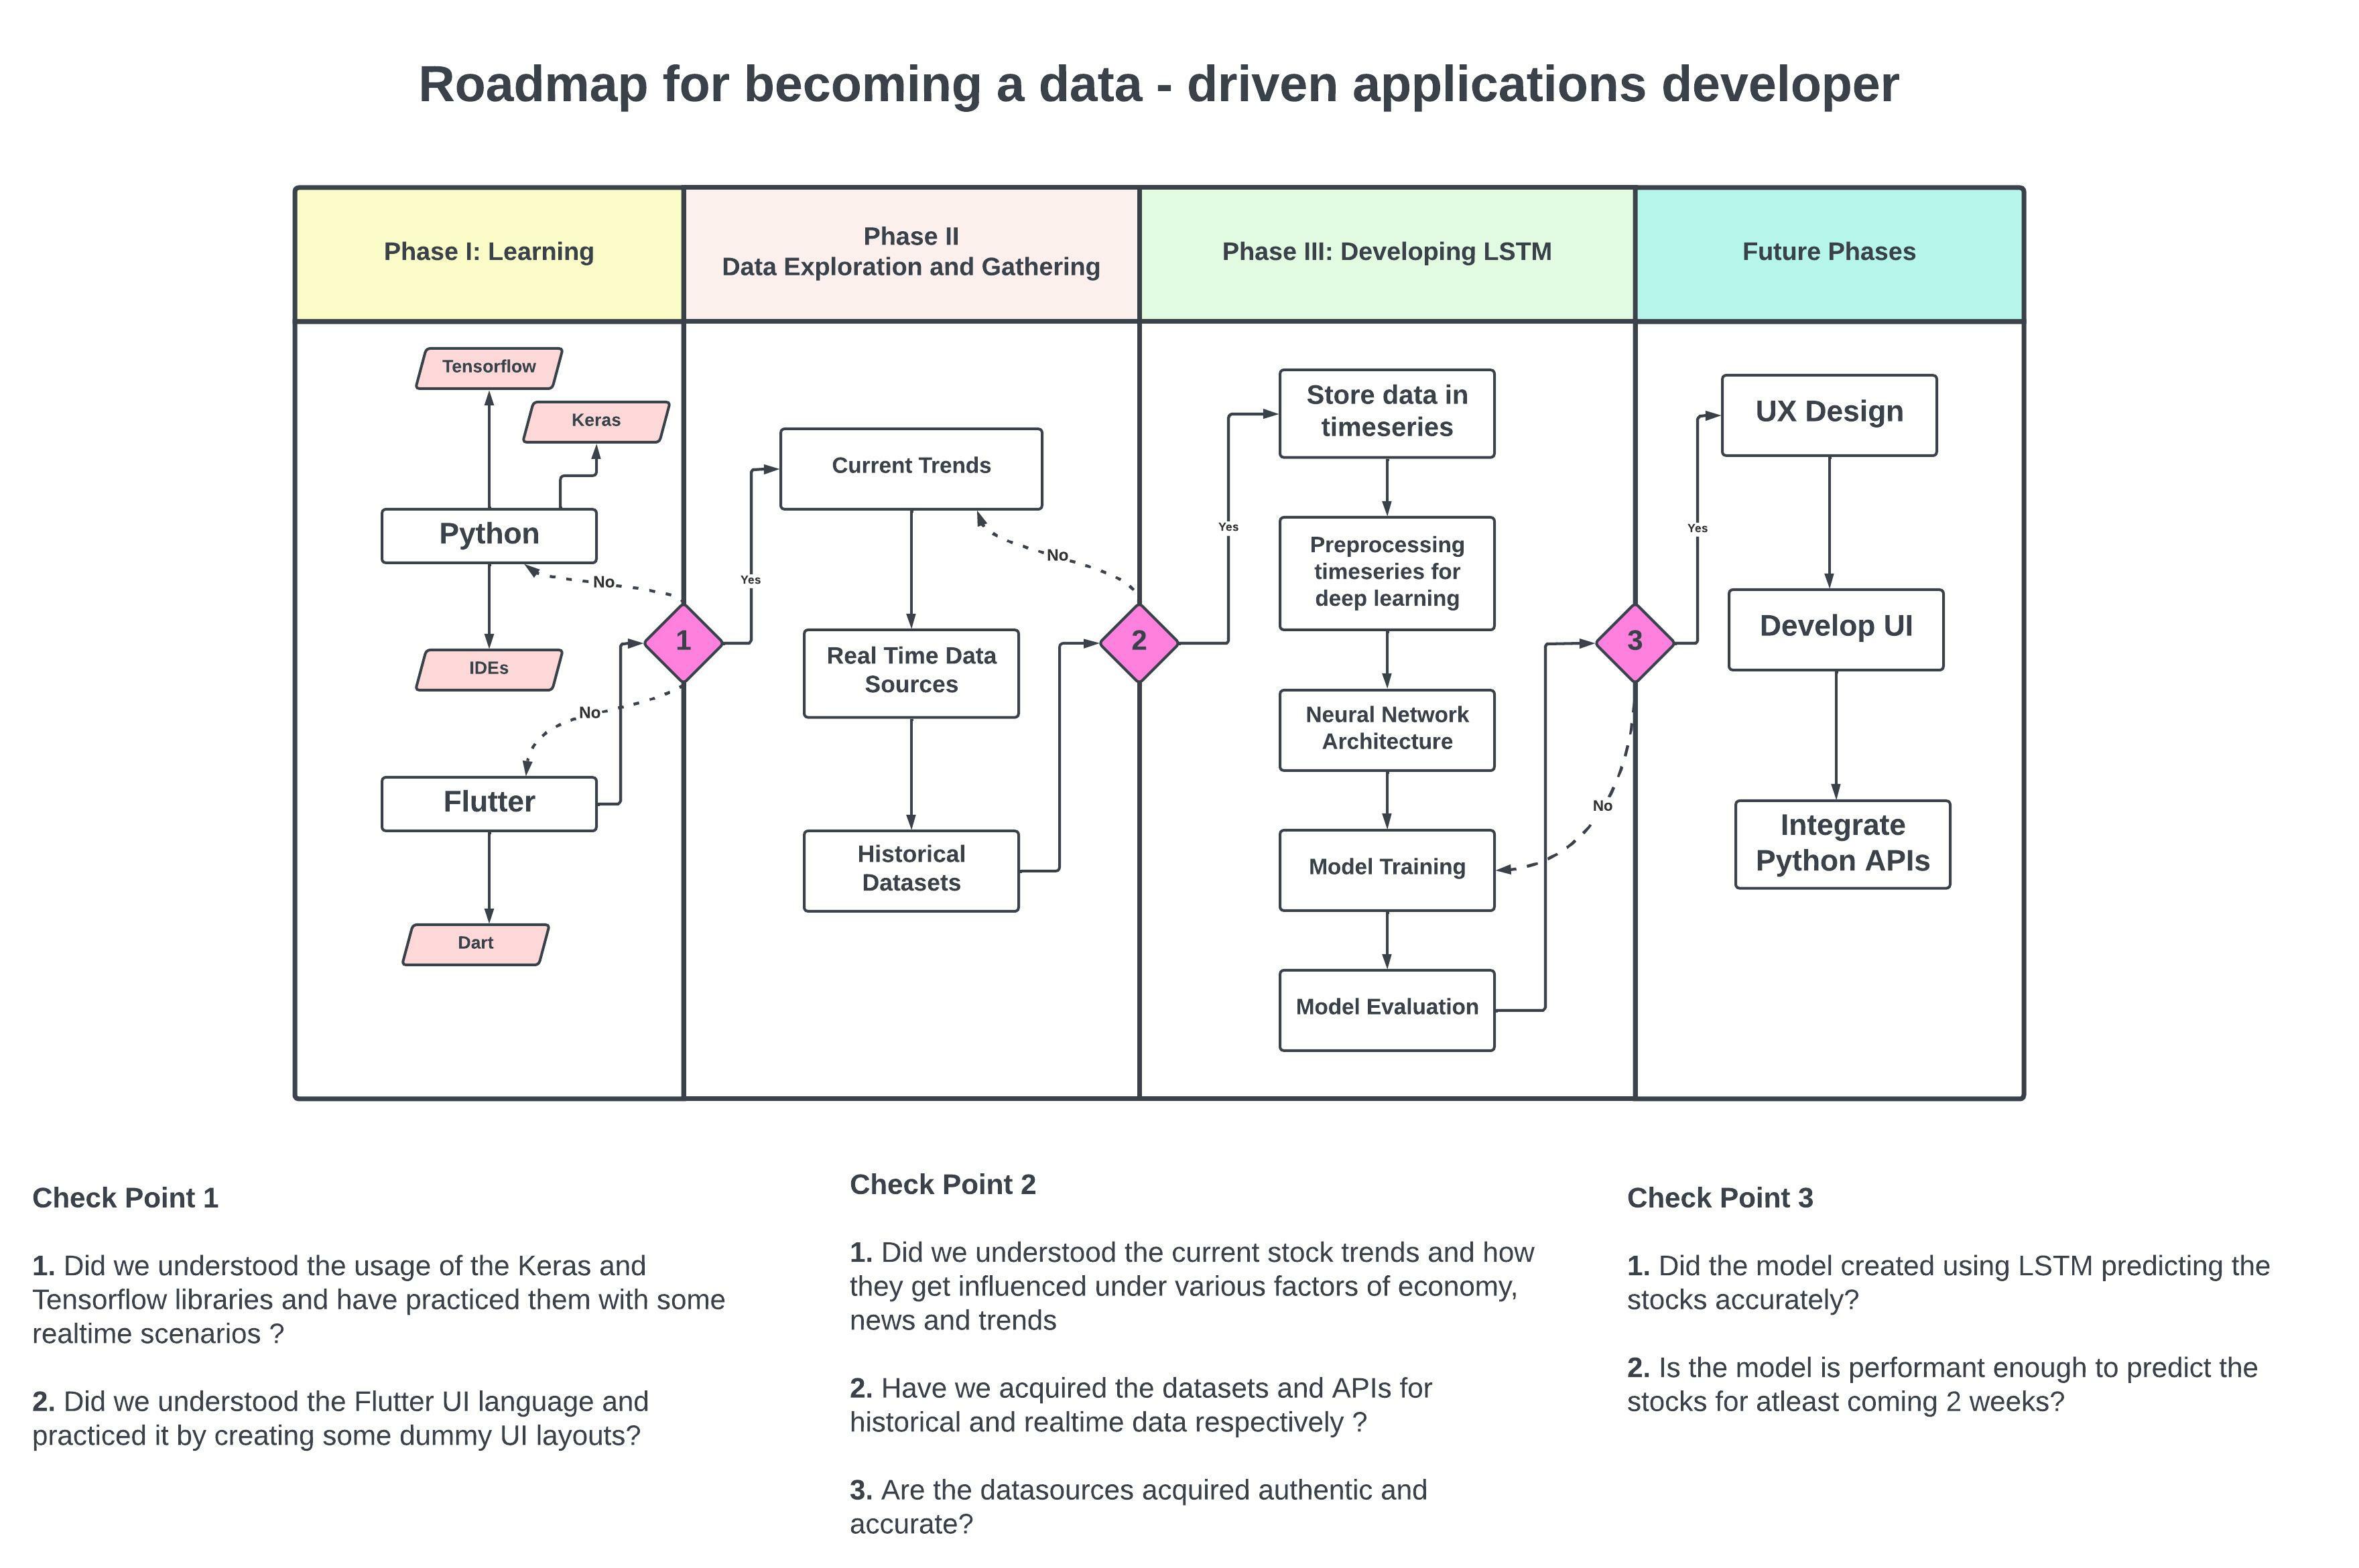 Roadmap for becoming a data - driven applications developer
Phase I: Learning
Phase II
Data Exploration and Gathering
Phase III: Developing LSTM
Future Phases
Tensorflow
Keras
Python
No
IDEs
1
No
Flutter
Dart
Yes
Current Trends
No
Real Time Data
Sources
2
Historical
Datasets
Yes
Store data in
timeseries
Preprocessing
timeseries for
deep learning
Neural Network
Architecture
Model Training
Model Evaluation
3
No
Yes
UX Design
Develop UI
Integrate
Python APIs
Check Point 1
1. Did we understood the usage of the Keras and
Tensorflow libraries and have practiced them with some
realtime scenarios ?
2. Did we understood the Flutter UI language and
practiced it by creating some dummy UI layouts?
Check Point 2
1. Did we understood the current stock trends and how
they get influenced under various factors of economy,
news and trends
2. Have we acquired the datasets and APIs for
historical and realtime data respectively ?
3. Are the datasources acquired authentic and
accurate?
Check Point 3
1. Did the model created using LSTM predicting the
stocks accurately?
2. Is the model is performant enough to predict the
stocks for atleast coming 2 weeks?